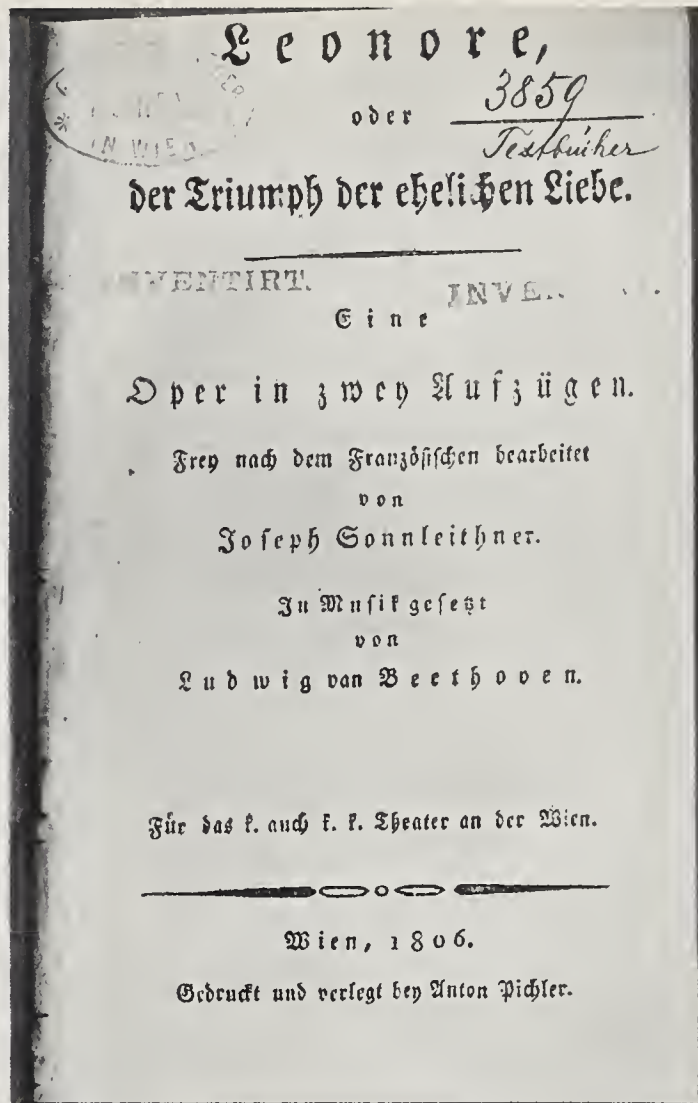 Leonore,
oder
3859
Textbücher
der Triumph der ehelichen Liebe.
INVENTIRT.
Eine
Oper in zwey Aufzügen.
Frey nach dem Französischen bearbeitet
von
Joseph Sonnleithner.
In Musik gesetzt
von
Ludwig van Beethoven.
Für das k. auch k. k. Theater an der Wien.
Wien, 1806.
Gedruckt und verlegt bey Anton Pichler.